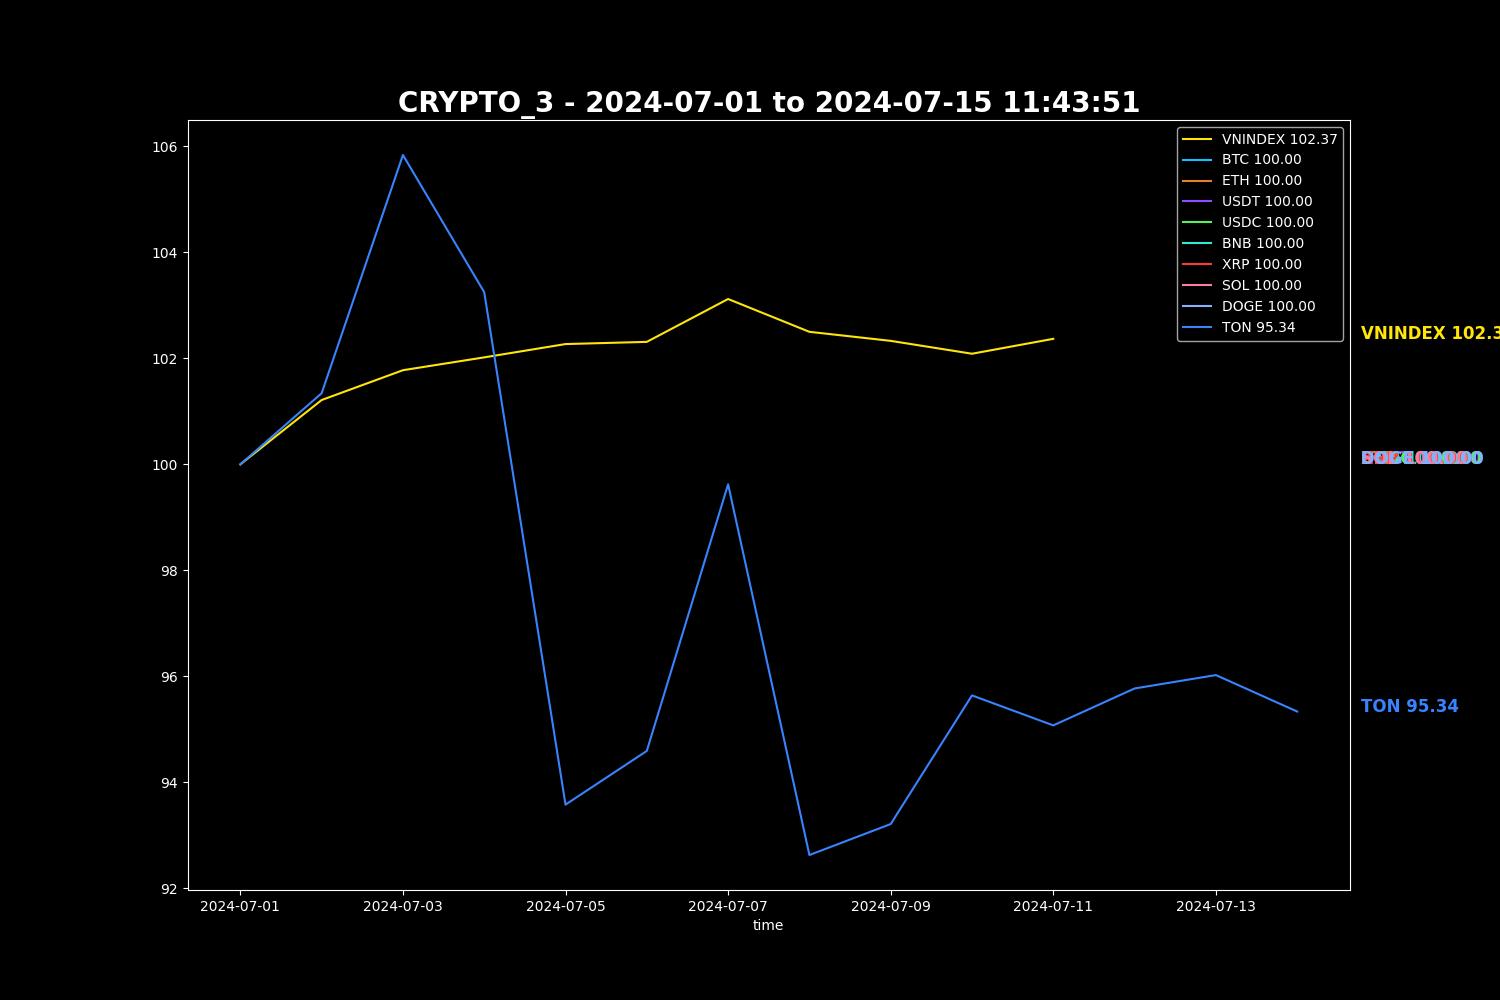 CRYPTO_3 - 2024-07-01 to 2024-07-15 11:43:51
106
104
102
100
98
96
94
92
VNINDEX 102.37
BTC 100.00
ETH 100.00
USDT 100.00
USDC 100.00
BNB 100.00
XRP 100.00
SOL 100.00
DOGE 100.00
TON 95.34
VNINDEX 102.3
TON 95.34
2024-07-01 2024-07-03 2024-07-05 2024-07-07 2024-07-09 2024-07-11 2024-07-13
time